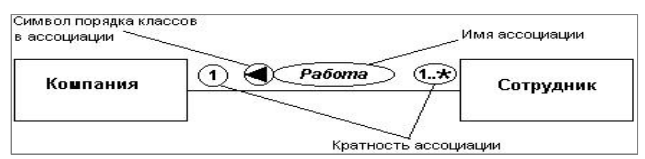 Символ порядка классов
в ассоциации
Имя ассоциации
Компания
1
Работа
1..*
Сотрудник
Кратность ассоциации